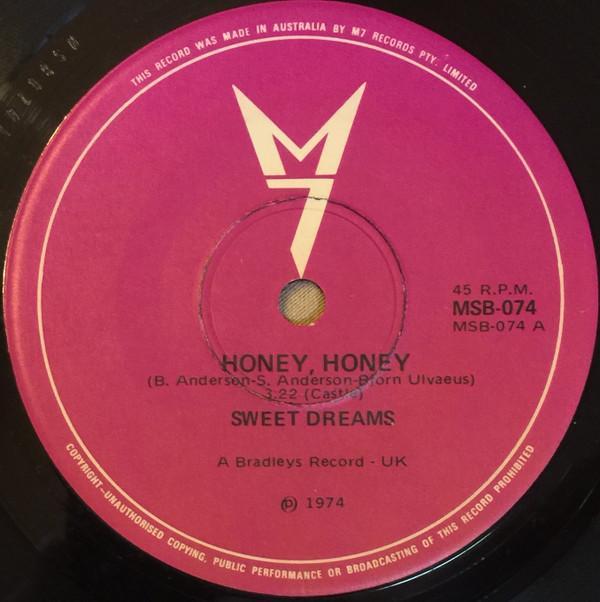 THIS RECORD WAS MADE IN AUSTRALIA BY M7 RECORDS PTY. LIMITED
M7
45 R.P.M.
MSB-074
MSB-074 A
HONEY, HONEY
(B. Anderson-S. Anderson-Bjorn Ulvaeus)
3.22 (Castle)
SWEET DREAMS
A Bradleys Record - UK
℗ 1974
COPYRIGHT-UNAUTHORISED COPYING, PUBLIC PERFORMANCE OR BROADCASTING OF THIS RECORD PROHIBITED